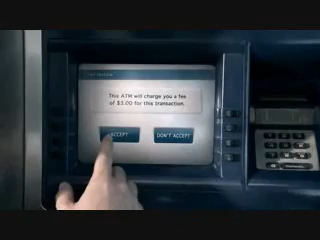 This ATM will charge you a fee
of $3.00 for this transaction.
ACCEPT
DON'T ACCEPT